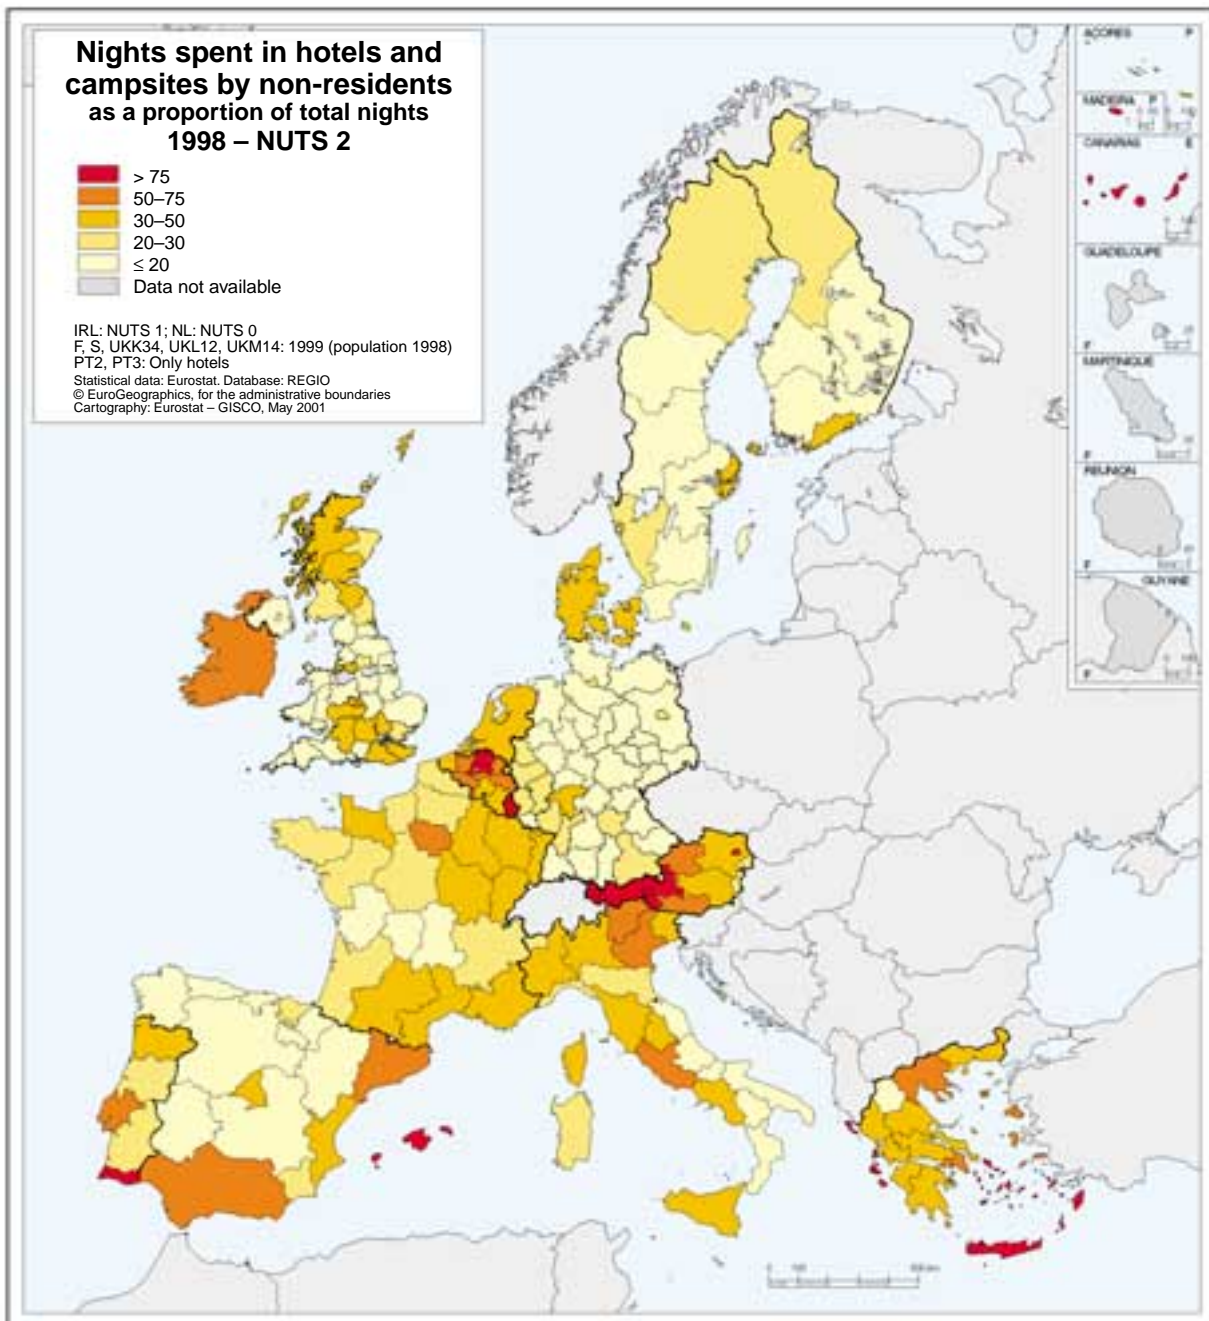 Nights spent in hotels and
campsites by non-residents
as a proportion of total nights
1998 – NUTS 2
> 75
50–75
30–50
20–30
≤ 20
Data not available
IRL: NUTS 1; NL: NUTS 0
F, S, UKK34, UKL12, UKM14: 1999 (population 1998)
PT2, PT3: Only hotels
Statistical data: Eurostat. Database: REGIO
© EuroGeographics, for the administrative boundaries
Cartography: Eurostat – GISCO, May 2001
AÇORES P
MADEIRA P
CANARIAS E
GUADELOUPE
F
MARTINIQUE
F
REUNION
F
GUYANE
F